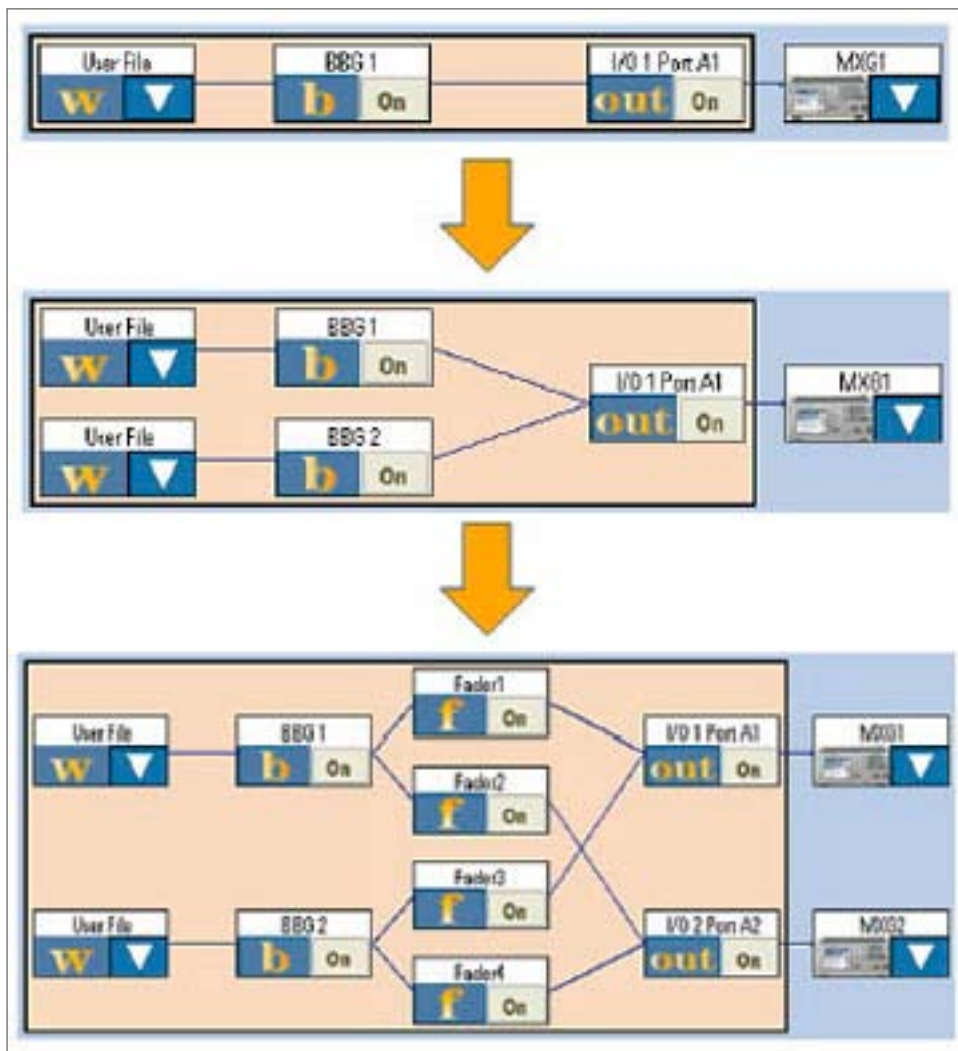 User File BBG 1 I/O 1 Port A1 MXG1
w b On out On
User File BBG 1
w b On
I/O 1 Port A1 MXG1
out On
User File BBG 2
w b On
Fader1
f On
User File BBG 1 I/O 1 Port A1 MXG1
w b On out On
Fader2
f On
Fader3
f On
User File BBG 2 I/O 2 Port A2 MXG2
w b On out On
Fader4
f On